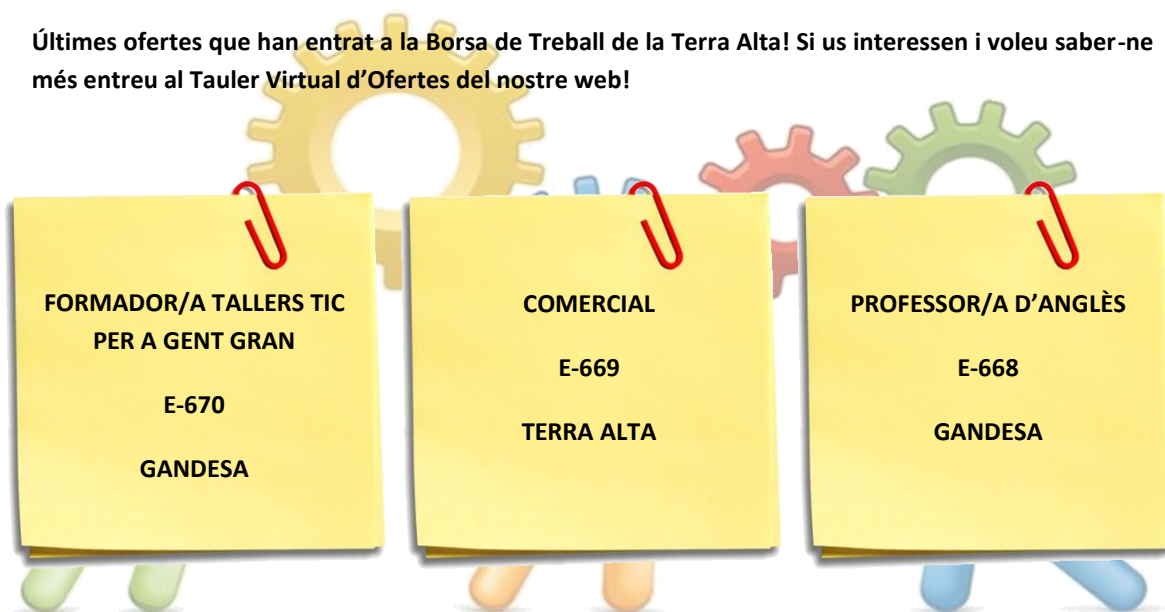 Últimes ofertes que han entrat a la Borsa de Treball de la Terra Alta! Si us interessen i voleu saber-ne
més entreu al Tauler Virtual d’Ofertes del nostre web!
FORMADOR/A TALLERS TIC
PER A GENT GRAN
E-670
GANDESA
COMERCIAL
E-669
TERRA ALTA
PROFESSOR/A D’ANGLÈS
E-668
GANDESA